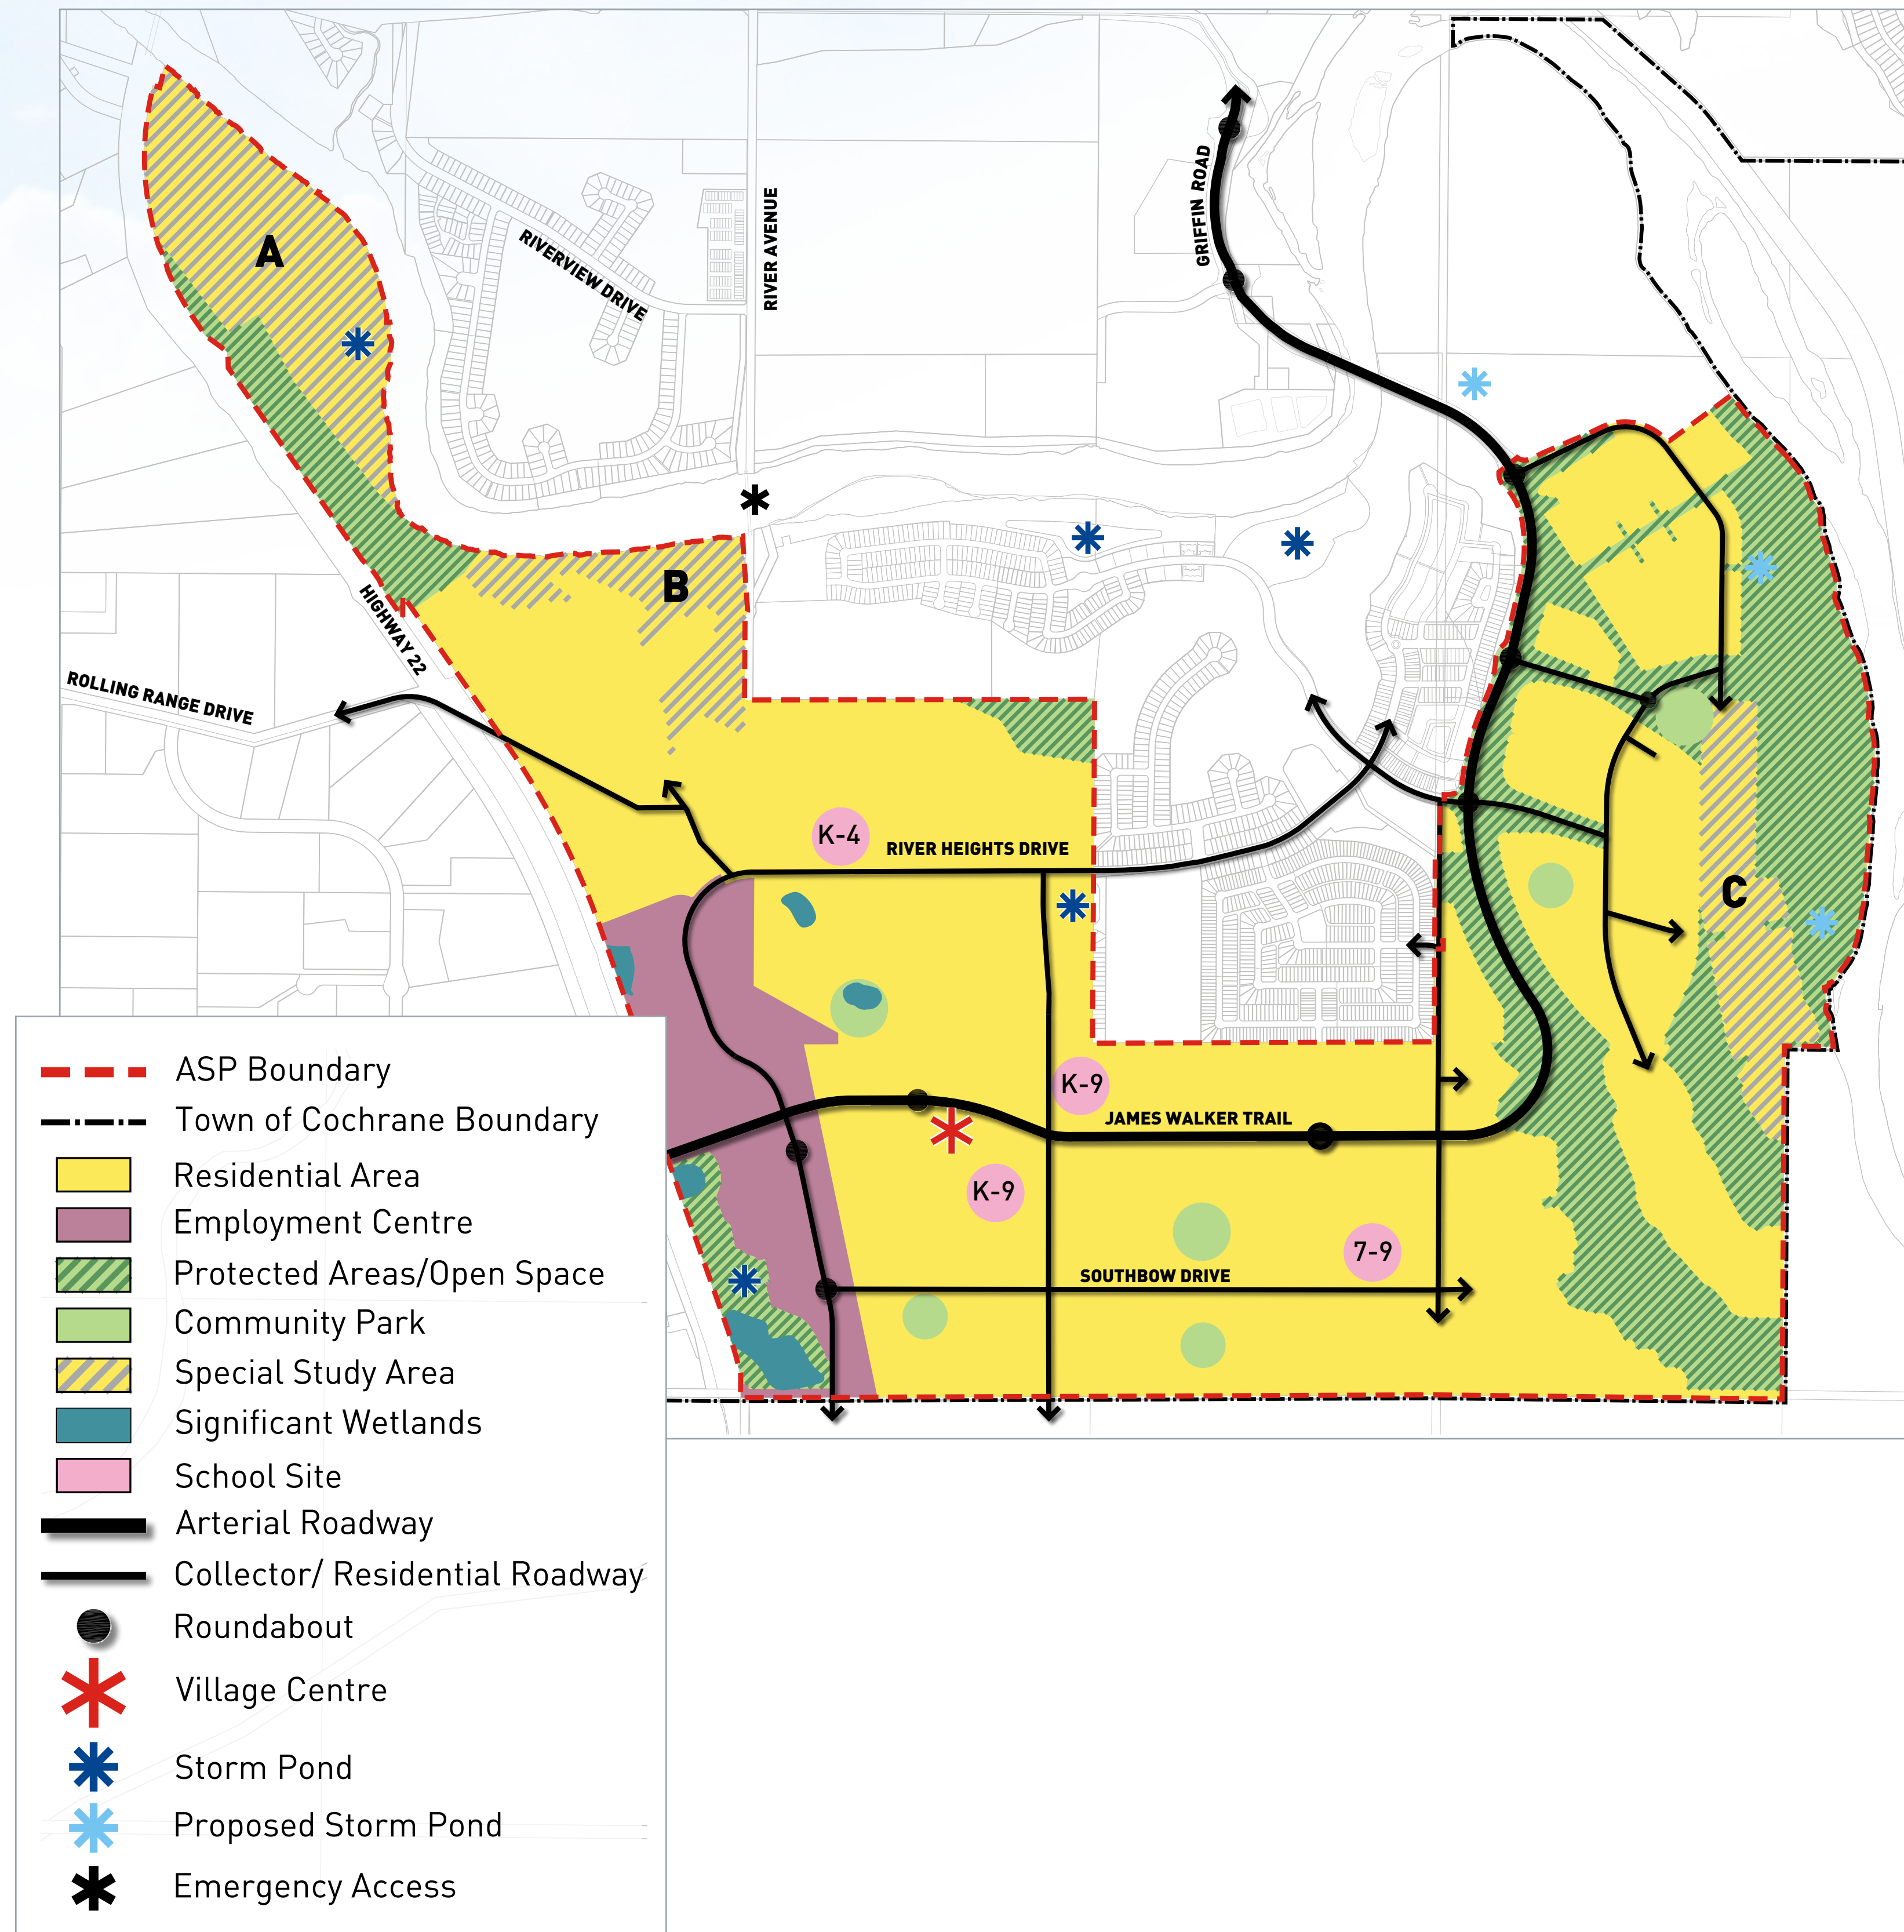 A
RIVERVIEW DRIVE
RIVER AVENUE
GRIFFIN ROAD
B
HIGHWAY 22
ROLLING RANGE DRIVE
K-4
RIVER HEIGHTS DRIVE
C
K-9
JAMES WALKER TRAIL
K-9
7-9
SOUTHBOW DRIVE
ASP Boundary
Town of Cochrane Boundary
Residential Area
Employment Centre
Protected Areas/Open Space
Community Park
Special Study Area
Significant Wetlands
School Site
Arterial Roadway
Collector/ Residential Roadway
Roundabout
Village Centre
Storm Pond
Proposed Storm Pond
Emergency Access